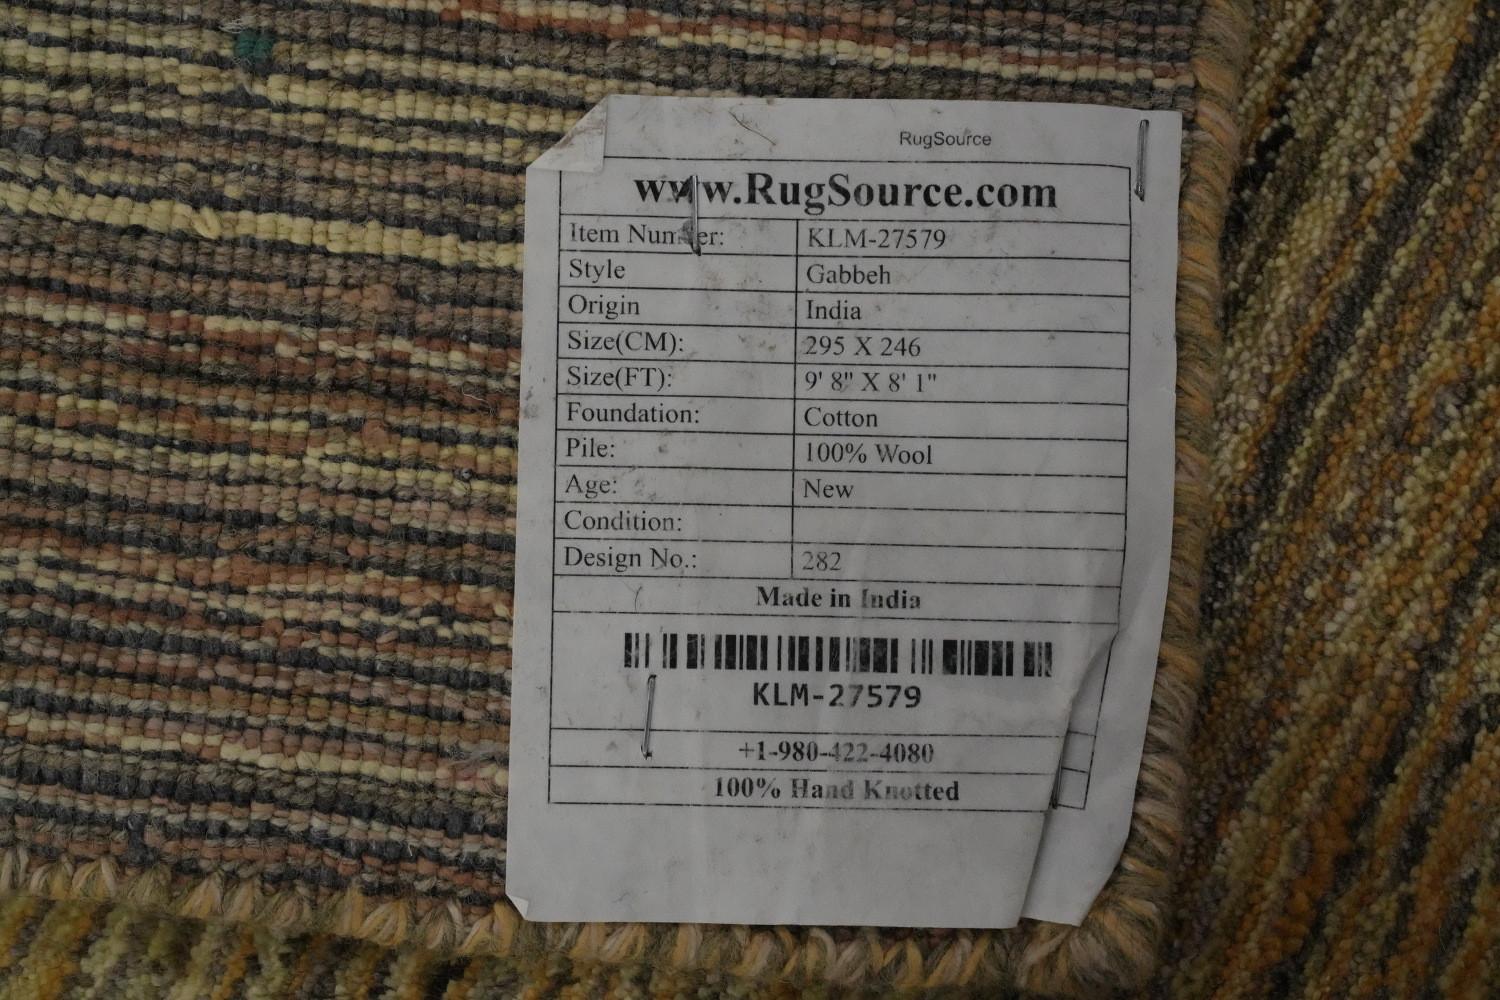 RugSource
www.RugSource.com
Item Number: KLM-27579
Style Gabbeh
Origin India
Size(CM): 295 X 246
Size(FT): 9' 8" X 8' 1"
Foundation: Cotton
Pile: 100% Wool
Age: New
Condition:
Design No.: 282
Made in India
KLM-27579
+1-980-422-4080
100% Hand Knotted